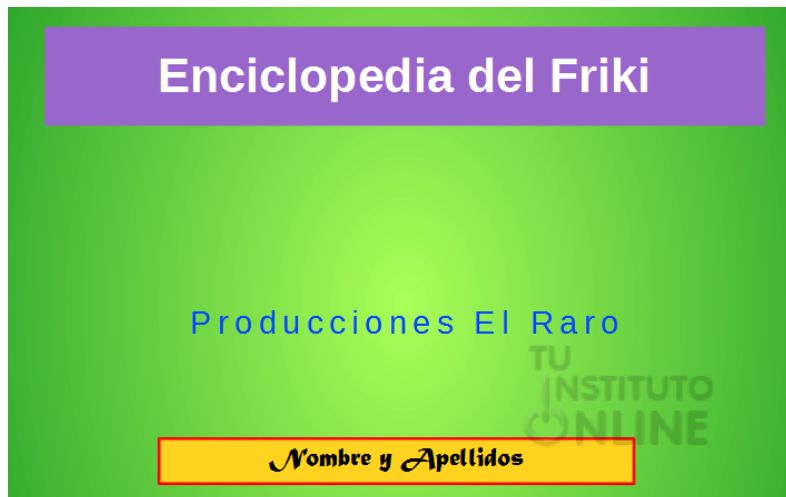 Enciclopedia del Friki
Producciones El Raro
TU
INSTITUTO
ONLINE
Nombre y Apellidos